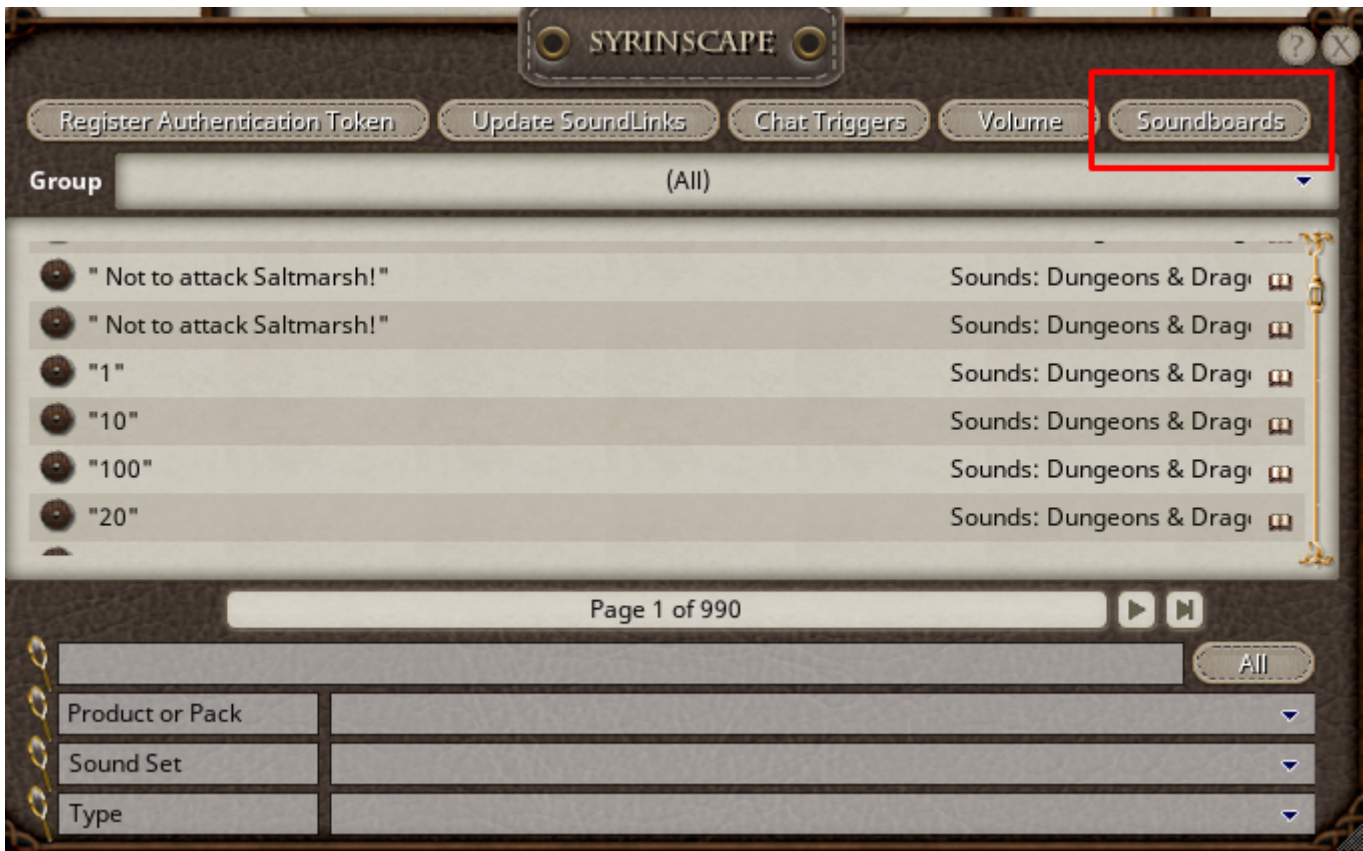 SYRINSCAPE
? X
Register Authentication Token Update SoundLinks Chat Triggers Volume Soundboards
Group (All)
" Not to attack Saltmarsh!" Sounds: Dungeons & Drag
" Not to attack Saltmarsh!" Sounds: Dungeons & Drag
"1" Sounds: Dungeons & Drag
"10" Sounds: Dungeons & Drag
"100" Sounds: Dungeons & Drag
"20" Sounds: Dungeons & Drag
Page 1 of 990
All
Product or Pack
Sound Set
Type